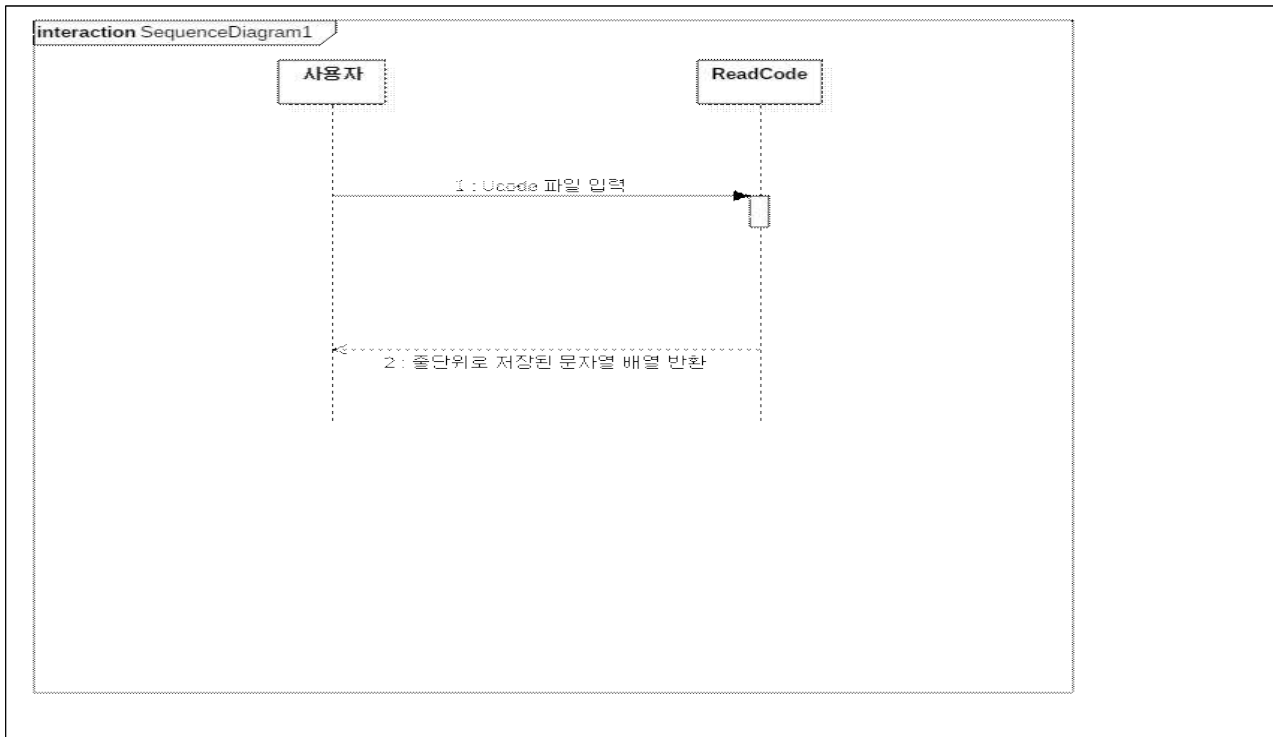 interaction SequenceDiagram1
사용자
ReadCode
1 : Ucode 파일 입력
2 : 줄단위로 저장된 문자열 배열 반환